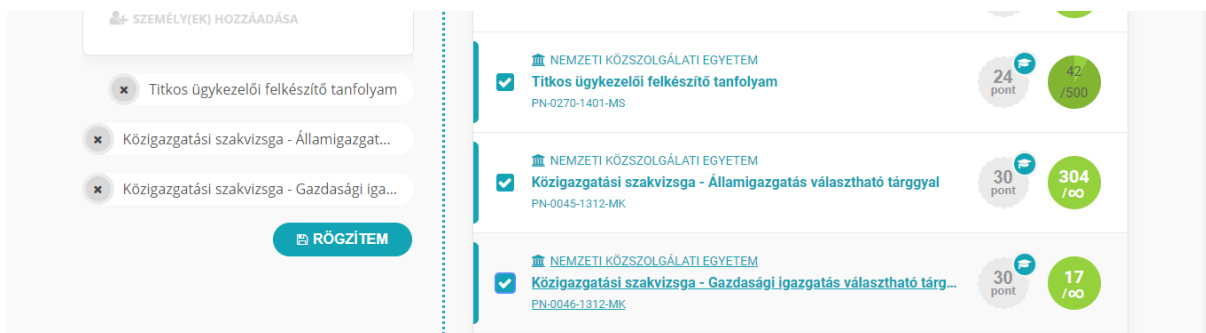 SZEMÉLY(EK) HOZZÁADÁSA
Titkos ügykezelői felkészítő tanfolyam
Közigazgatási szakvizsga - Államigazgat...
Közigazgatási szakvizsga - Gazdasági iga...
RÖGZÍTEM
NEMZETI KÖZSZOLGÁLATI EGYETEM
Titkos ügykezelői felkészítő tanfolyam
PN-0270-1401-MS
24
pont
42
/500
NEMZETI KÖZSZOLGÁLATI EGYETEM
Közigazgatási szakvizsga - Államigazgatás választható tárggyal
PN-0045-1312-MK
30
pont
304
/∞
NEMZETI KÖZSZOLGÁLATI EGYETEM
Közigazgatási szakvizsga - Gazdasági igazgatás választható tárg...
PN-0046-1312-MK
30
pont
17
/∞